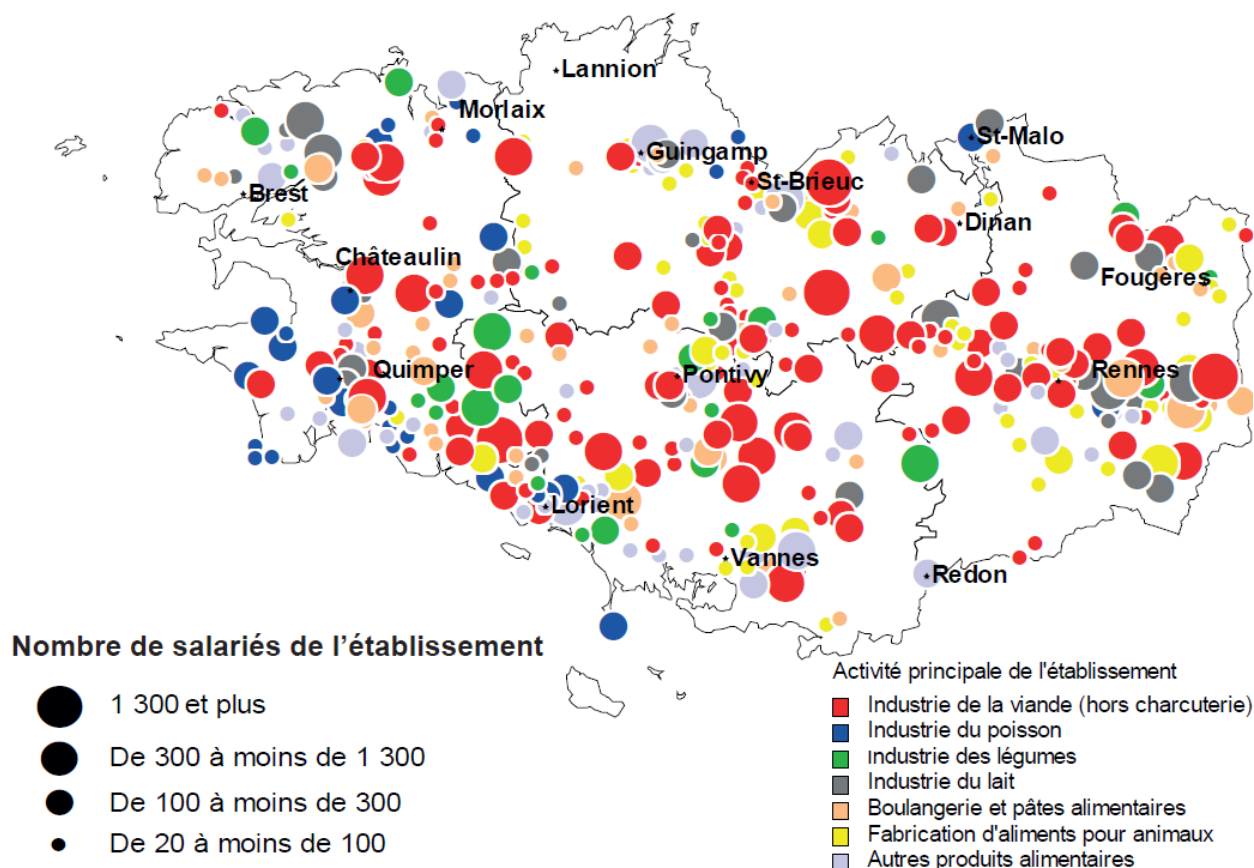 Lannion
Morlaix
St-Malo
Guingamp
St-Brieuc
Brest
Dinan
Châteaulin
Fougères
Quimper
Pontivy
Rennes
Lorient
Vannes
Redon
Nombre de salariés de l'établissement
1 300 et plus
De 300 à moins de 1 300
De 100 à moins de 300
De 20 à moins de 100
Activité principale de l'établissement
Industrie de la viande (hors charcuterie)
Industrie du poisson
Industrie des légumes
Industrie du lait
Boulangerie et pâtes alimentaires
Fabrication d'aliments pour animaux
Autres produits alimentaires